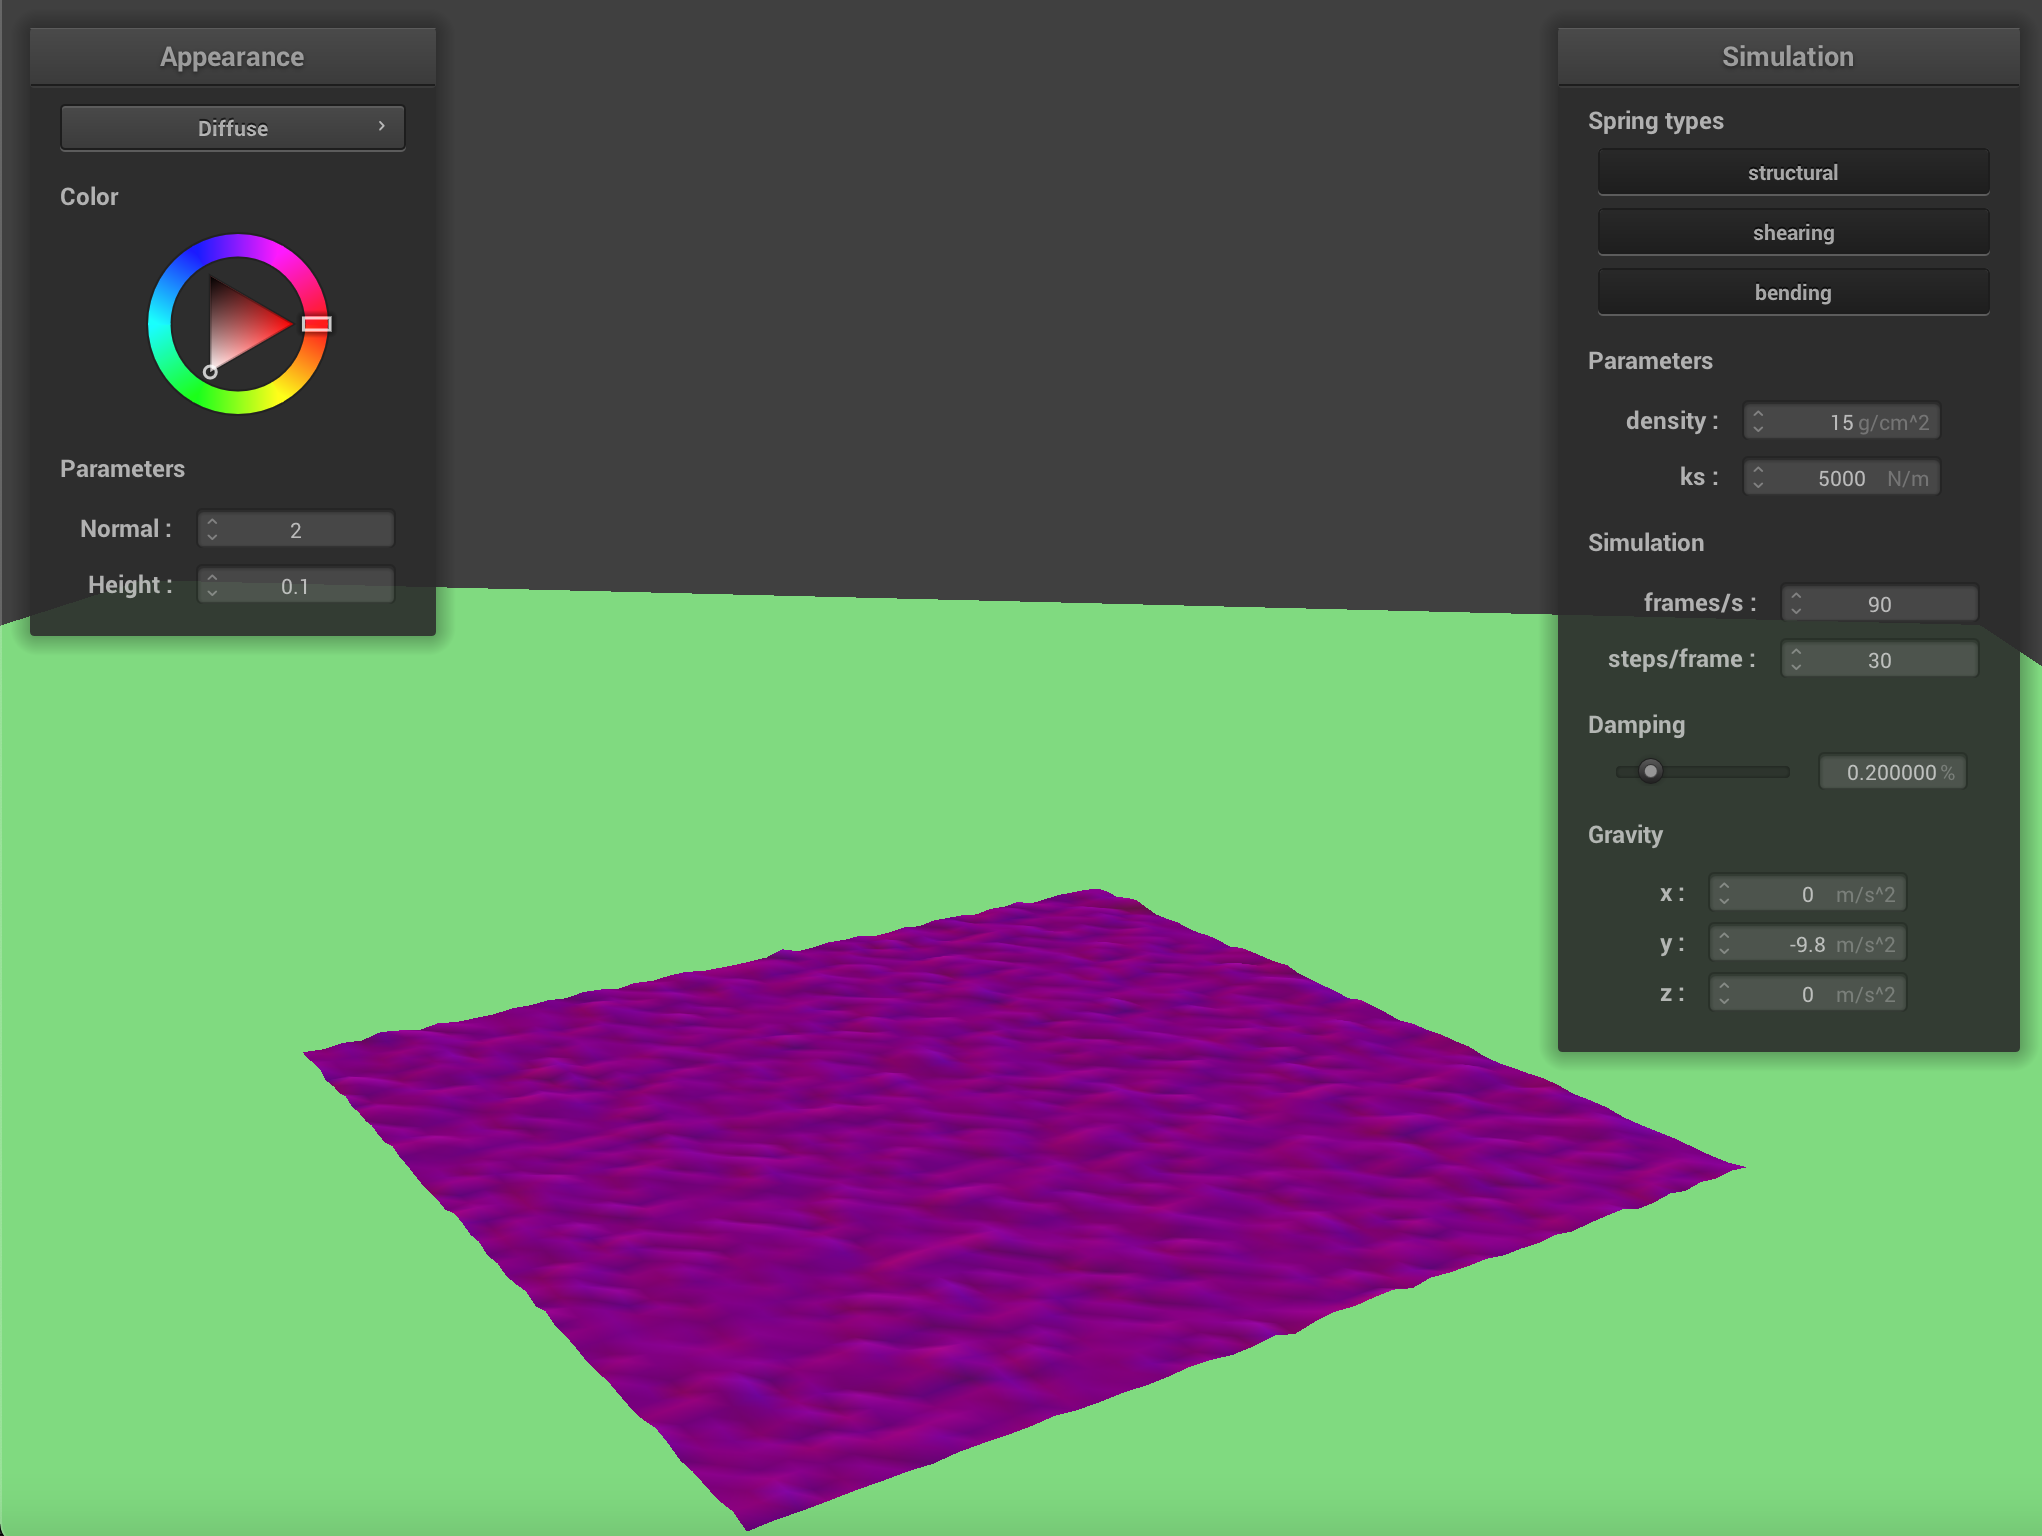 Appearance
Diffuse ›
Color
Parameters
Normal : 2
Height : 0.1
Simulation
Spring types
structural
shearing
bending
Parameters
density : 15 g/cm^2
ks : 5000 N/m
Simulation
frames/s : 90
steps/frame : 30
Damping
0.200000 %
Gravity
x : 0 m/s^2
y : -9.8 m/s^2
z : 0 m/s^2